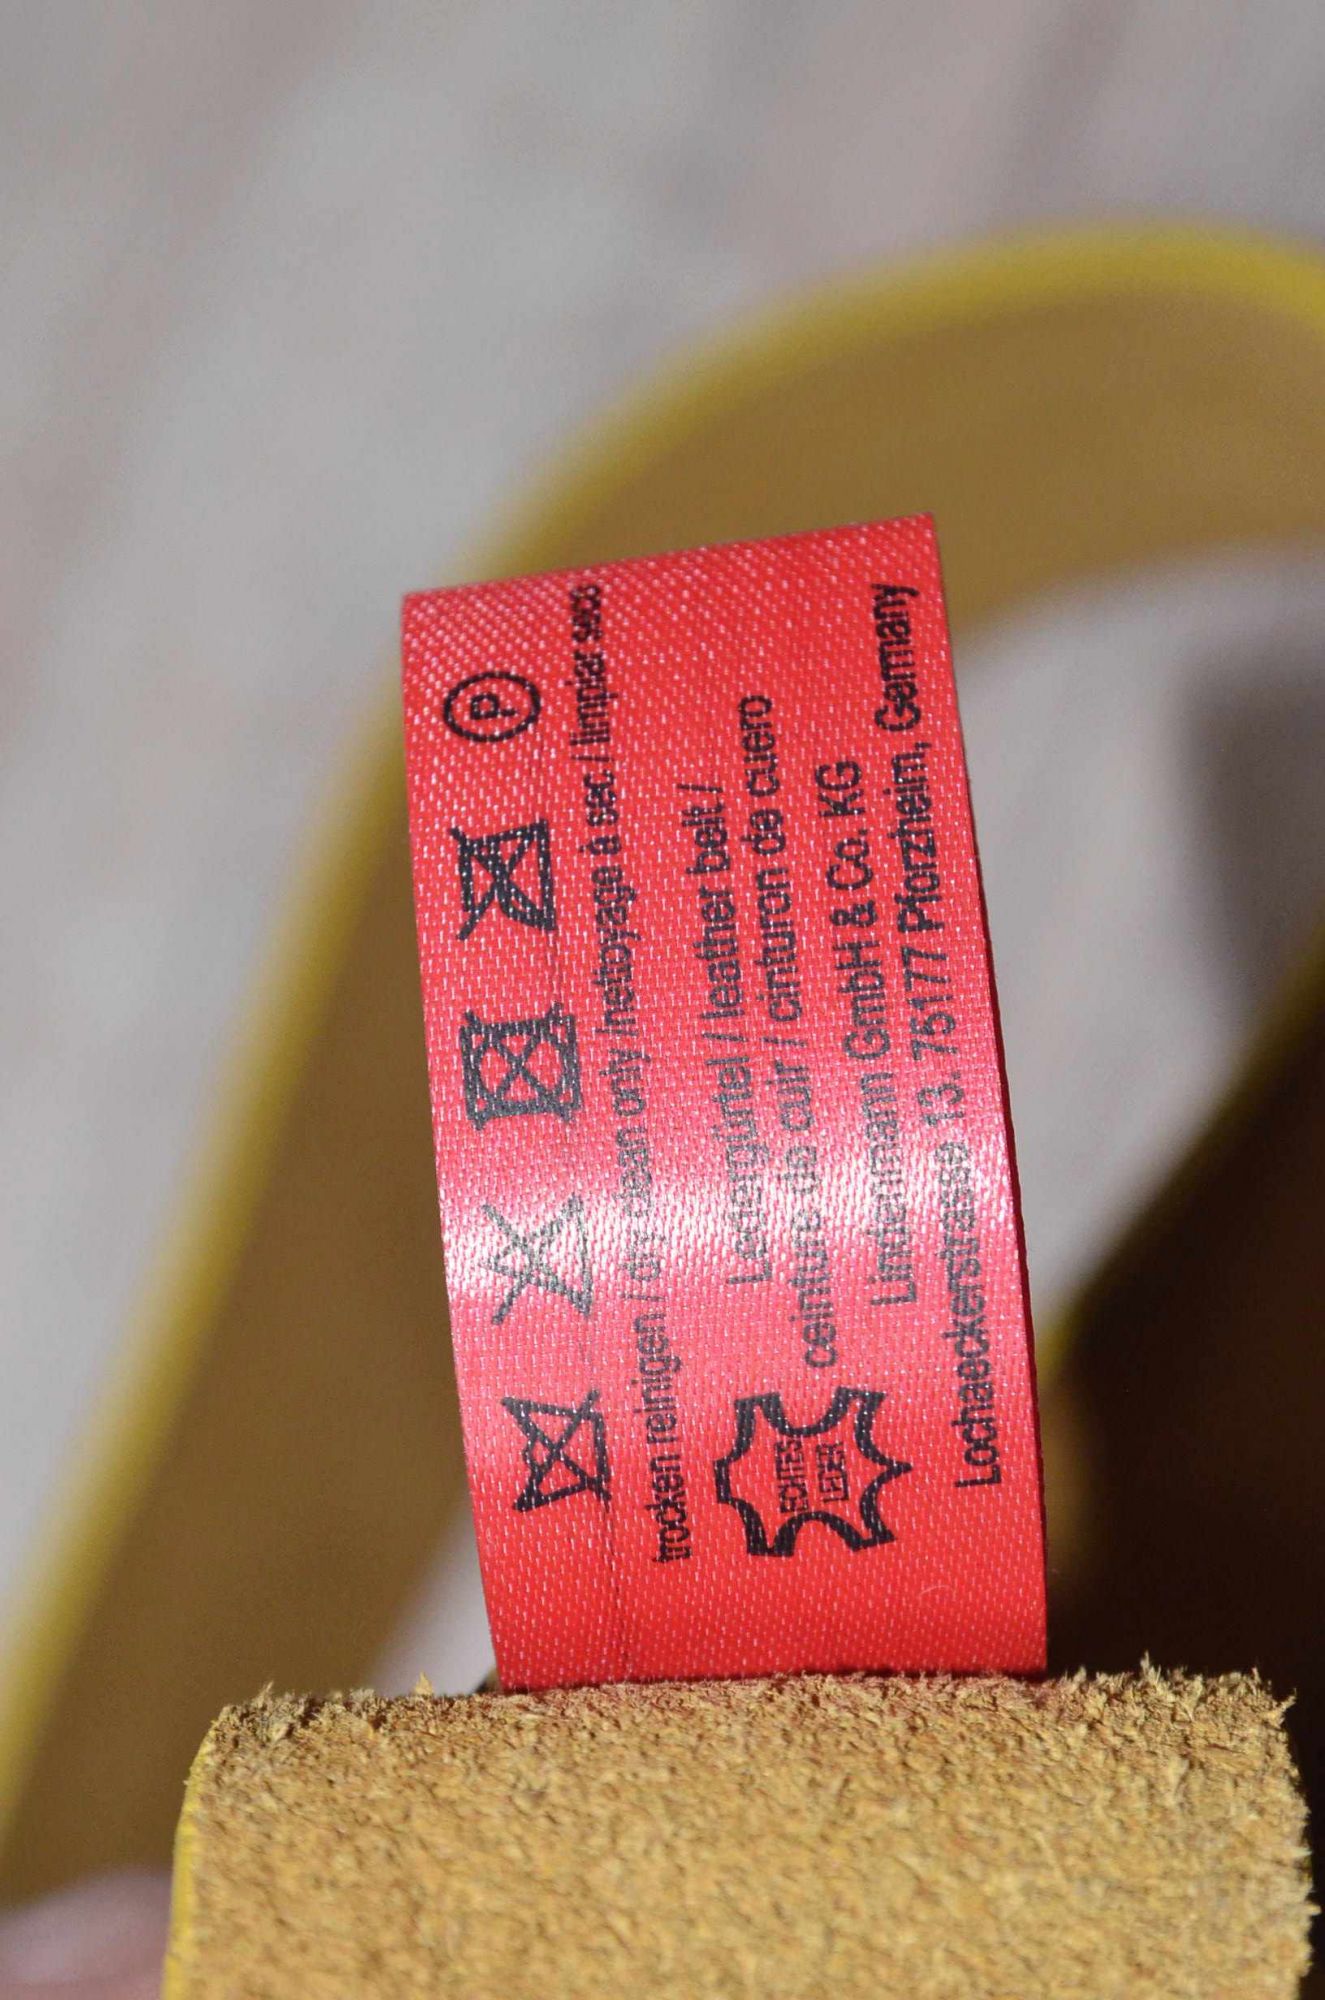 P
trocken reinigen / dry clean only / nettoyage à sec / limpiar seco
ECHTES
LEDER
Ledergürtel / leather belt /
ceinture de cuir / cinturon de cuero
Lindenmann GmbH & Co. KG
Lochaeckerstrasse 13. 75177 Pforzheim, Germany